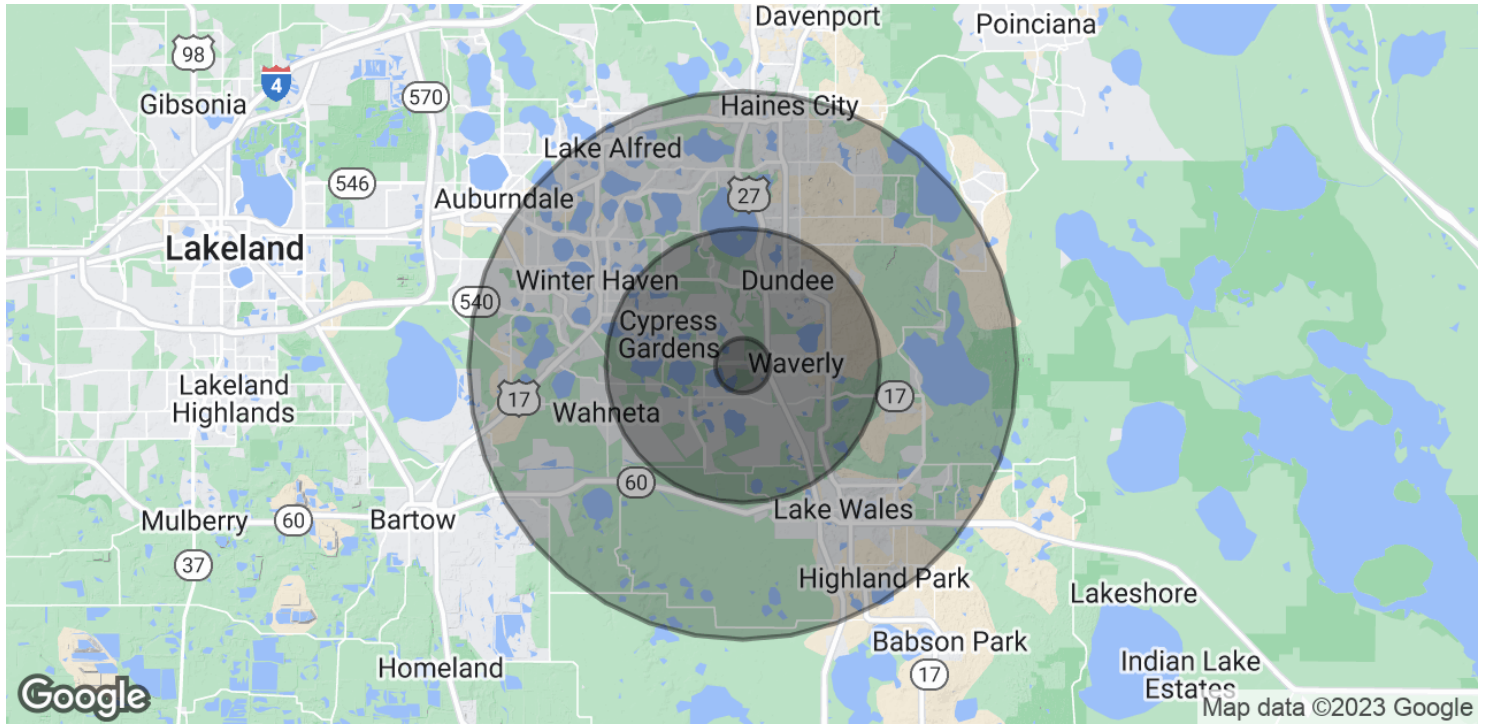 Davenport
Poinciana
98
4
Gibsonia
570
Haines City
Lake Alfred
546
Auburndale
27
Lakeland
Winter Haven
Dundee
540
Cypress
Gardens
Waverly
Lakeland
Highlands
17
Wahneta
17
60
Lake Wales
Mulberry
60
Bartow
37
Highland Park
Lakeshore
Babson Park
Homeland
17
Indian Lake
Estates
Google
Map data ©2023 Google